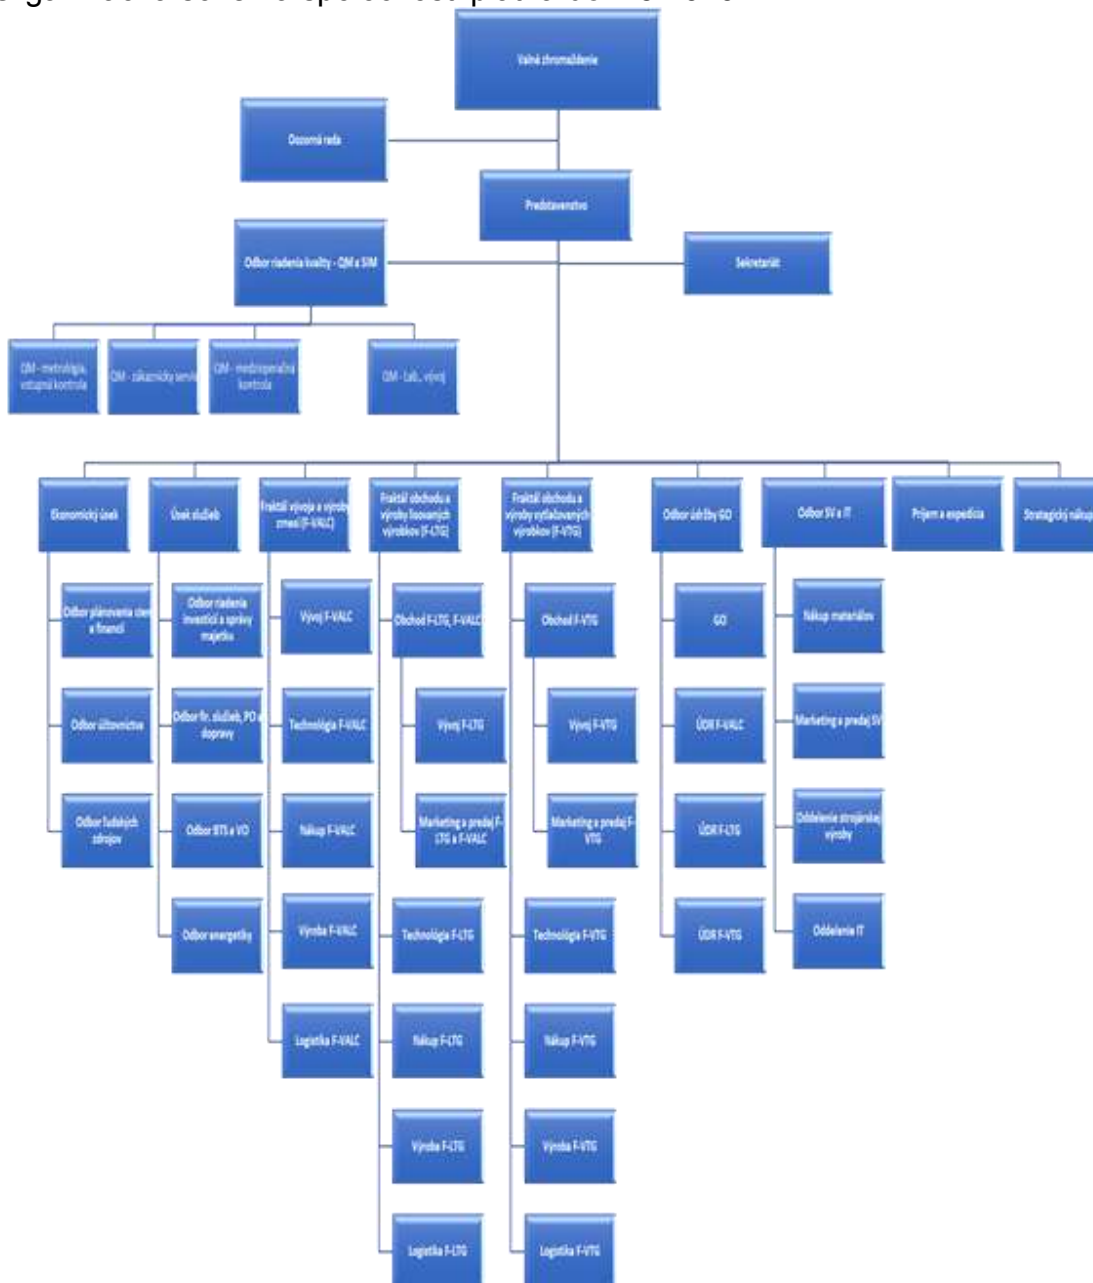 Valné zhromaždenie
Dozorná rada
Predstavenstvo
Odbor riadenia kvality - QM a SIM
Sekretariát
QM - metrológia,
vstupná kontrola
QM - zákaznícky servis
QM - medzioperačná
kontrola
QM - Lab., vývoj
Ekonomický úsek
Úsek služieb
Fraktál vývoja a výroby
zmesí (F-VALC)
Fraktál obchodu a
výroby lisovaných
výrobkov (F-LTG)
Fraktál obchodu a
výroby vytlačovaných
výrobkov (F-VTG)
Odbor údržby GO
Odbor SV a IT
Príjem a expedícia
Strategický nákup
Odbor plánovania cien
a financií
Odbor účtovníctva
Odbor ľudských
zdrojov
Odbor riadenia
investícií a správy
majetku
Odbor fir. služieb, PO a
dopravy
Odbor BTS a VO
Odbor energetiky
Vývoj F-VALC
Technológia F-VALC
Nákup F-VALC
Výroba F-VALC
Logistika F-VALC
Obchod F-LTG, F-VALC
Vývoj F-LTG
Marketing a predaj F-
LTG a F-VALC
Technológia F-LTG
Nákup F-LTG
Výroba F-LTG
Logistika F-LTG
Obchod F-VTG
Vývoj F-VTG
Marketing a predaj F-
VTG
Technológia F-VTG
Nákup F-VTG
Výroba F-VTG
Logistika F-VTG
GO
ÚDR F-VALC
ÚDR F-LTG
ÚDR F-VTG
Nákup materiálov
Marketing a predaj SV
Oddelenie strojárskej
výroby
Oddelenie IT